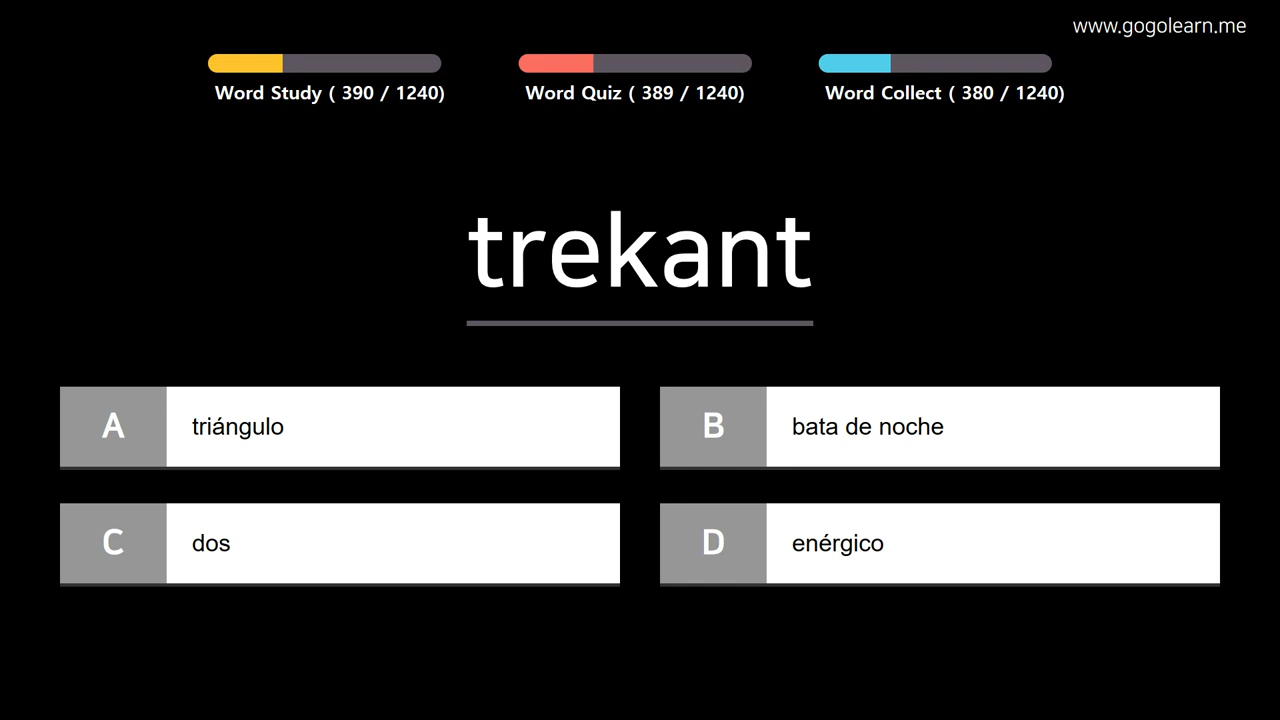 www.gogolearn.me
Word Study ( 390 / 1240)
Word Quiz ( 389 / 1240)
Word Collect ( 380 / 1240)
trekant
A triángulo
B bata de noche
C dos
D enérgico